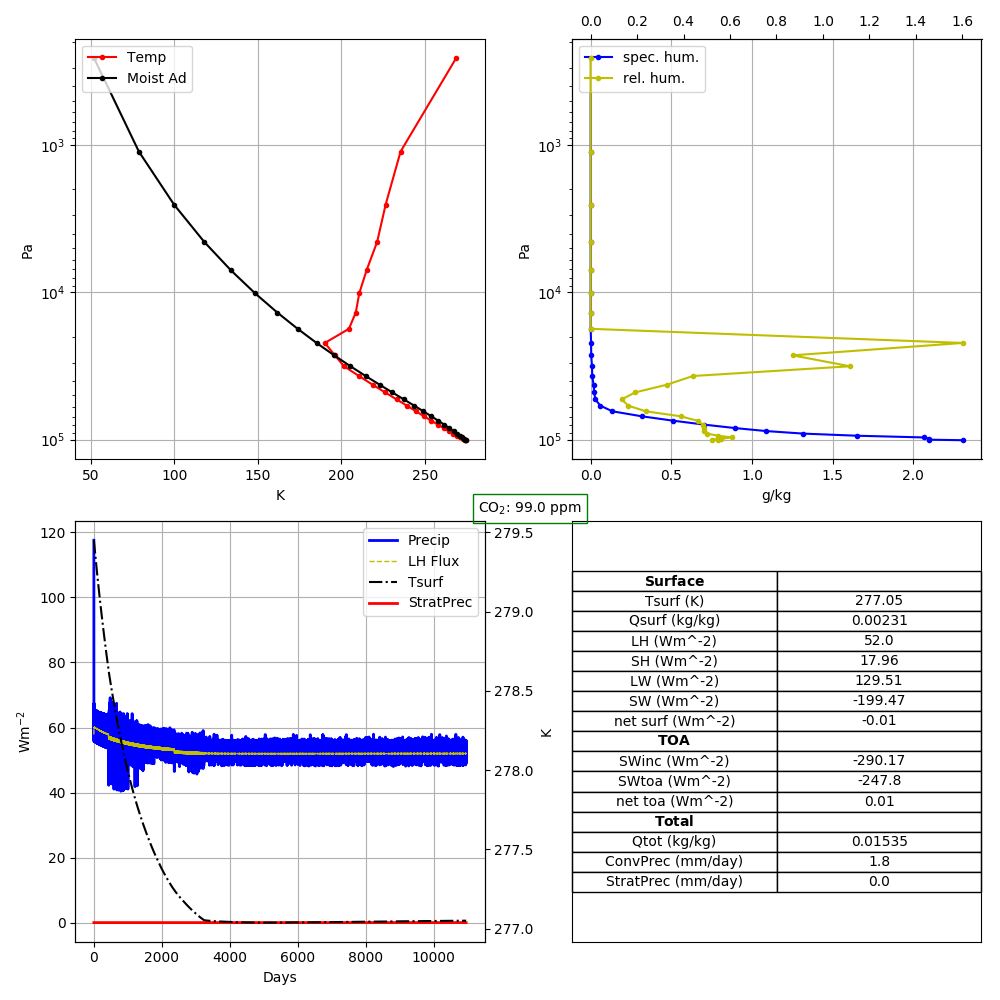 0.0 0.2 0.4 0.6 0.8 1.0 1.2 1.4 1.6
Temp
Moist Ad
spec. hum.
rel. hum.
10^3
10^4
10^5
Pa
50 100 150 200 250
K
10^3
10^4
10^5
Pa
0.0 0.5 1.0 1.5 2.0
g/kg
CO₂: 99.0 ppm
Precip
LH Flux
Tsurf
StratPrec
120
100
80
60
40
20
0
Wm⁻²
0 2000 4000 6000 8000 10000
Days
279.5
279.0
278.5
278.0
277.5
277.0
K
Surface
Tsurf (K) 277.05
Qsurf (kg/kg) 0.00231
LH (Wm^-2) 52.0
SH (Wm^-2) 17.96
LW (Wm^-2) 129.51
SW (Wm^-2) -199.47
net surf (Wm^-2) -0.01
TOA
SWinc (Wm^-2) -290.17
SWtoa (Wm^-2) -247.8
net toa (Wm^-2) 0.01
Total
Qtot (kg/kg) 0.01535
ConvPrec (mm/day) 1.8
StratPrec (mm/day) 0.0